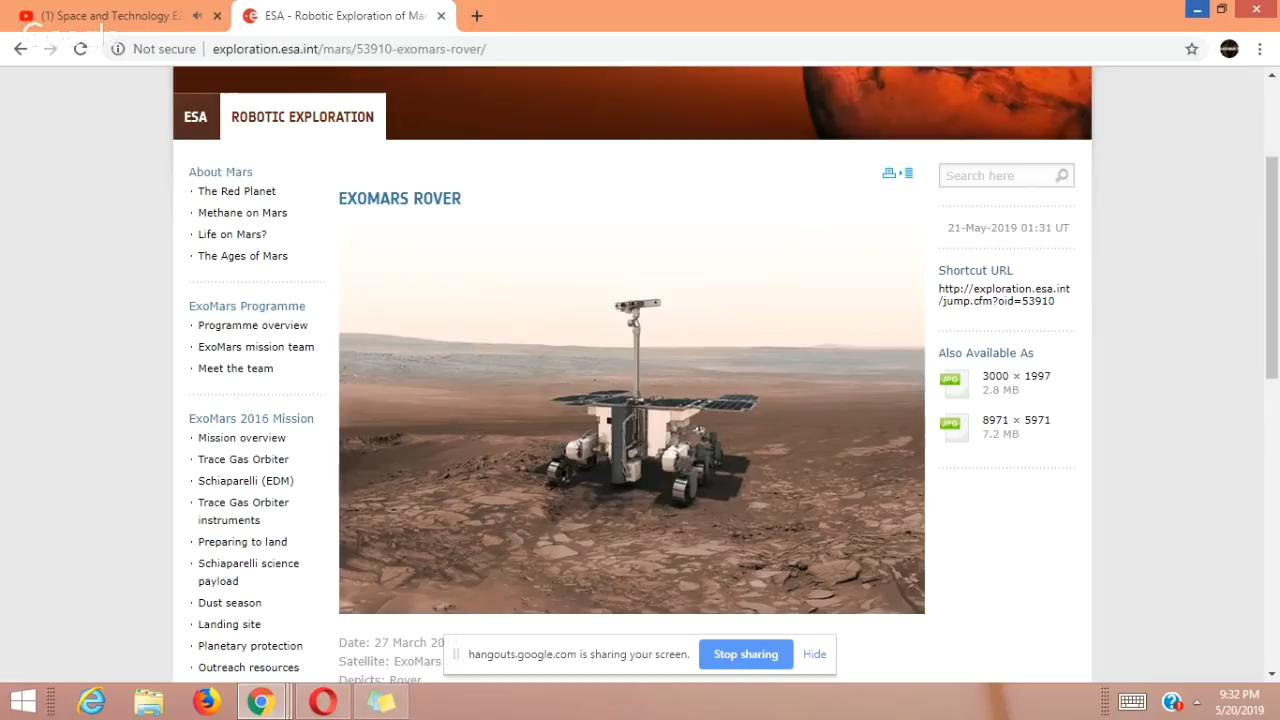 (1) Space and Technology E
ESA - Robotic Exploration of Mar
Google
Not secure
exploration.esa.int/mars/53910-exomars-rover/
ESA
ROBOTIC EXPLORATION
About Mars
· The Red Planet
· Methane on Mars
· Life on Mars?
· The Ages of Mars
ExoMars Programme
· Programme overview
· ExoMars mission team
· Meet the team
ExoMars 2016 Mission
· Mission overview
· Trace Gas Orbiter
· Schiaparelli (EDM)
· Trace Gas Orbiter
instruments
· Preparing to land
· Schiaparelli science
payload
· Dust season
· Landing site
· Planetary protection
· Outreach resources
EXOMARS ROVER
Date: 27 March
Satellite: ExoMars
Depicts: Rover
Search here
21-May-2019 01:31 UT
Shortcut URL
http://exploration.esa.int
/jump.cfm?oid=53910
Also Available As
JPG
3000 × 1997
2.8 MB
JPG
8971 × 5971
7.2 MB
hangouts.google.com is sharing your screen.
Stop sharing
Hide
9:32 PM
5/20/2019